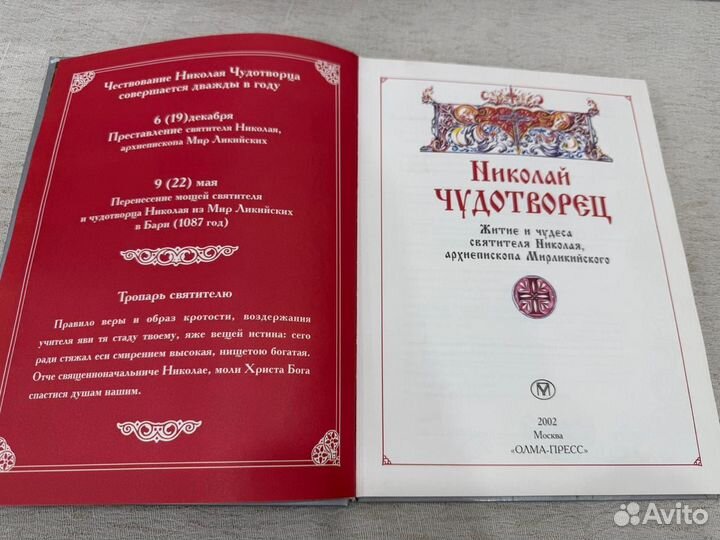 Чествование Николая Чудотворца
совершается дважды в году
6 (19)декабря
Преставление святителя Николая,
архиепископа Мир Ликийских
9 (22) мая
Перенесение мощей святителя
и чудотворца Николая из Мир Ликийских
в Бари (1087 год)
Тропарь святителю
Правило веры и образ кротости, воздержания
учителя яви тя стаду твоему, яже вещей истина: сего
ради стяжал еси смирением высокая, нищетою богатая.
Отче священноначальниче Николае, моли Христа Бога
спастися душам нашим.
Николай
Чудотворец
Житие и чудеса
святителя Николая,
архиепископа Мирликийского
2002
Москва
«ОЛМА-ПРЕСС»
Avito